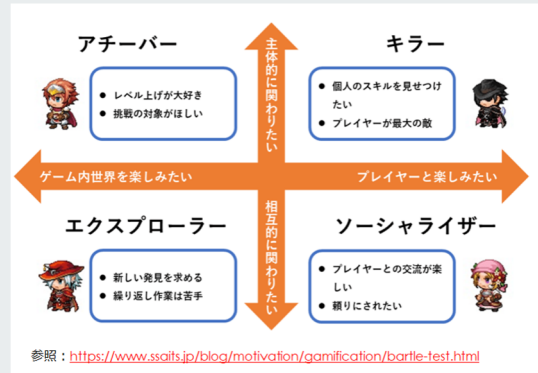 アチーバー
キラー
主体的に関わりたい
● レベル上げが大好き
● 挑戦の対象がほしい
● 個人のスキルを見せつけ
たい
● プレイヤーが最大の敵
ゲーム内世界を楽しみたい
プレイヤーと楽しみたい
相互的に関わりたい
エクスプローラー
ソーシャライザー
● 新しい発見を求める
● 繰り返し作業は苦手
● プレイヤーとの交流が楽
しい
● 頼りにされたい
参照：https://www.ssaits.jp/blog/motivation/gamification/bartle-test.html